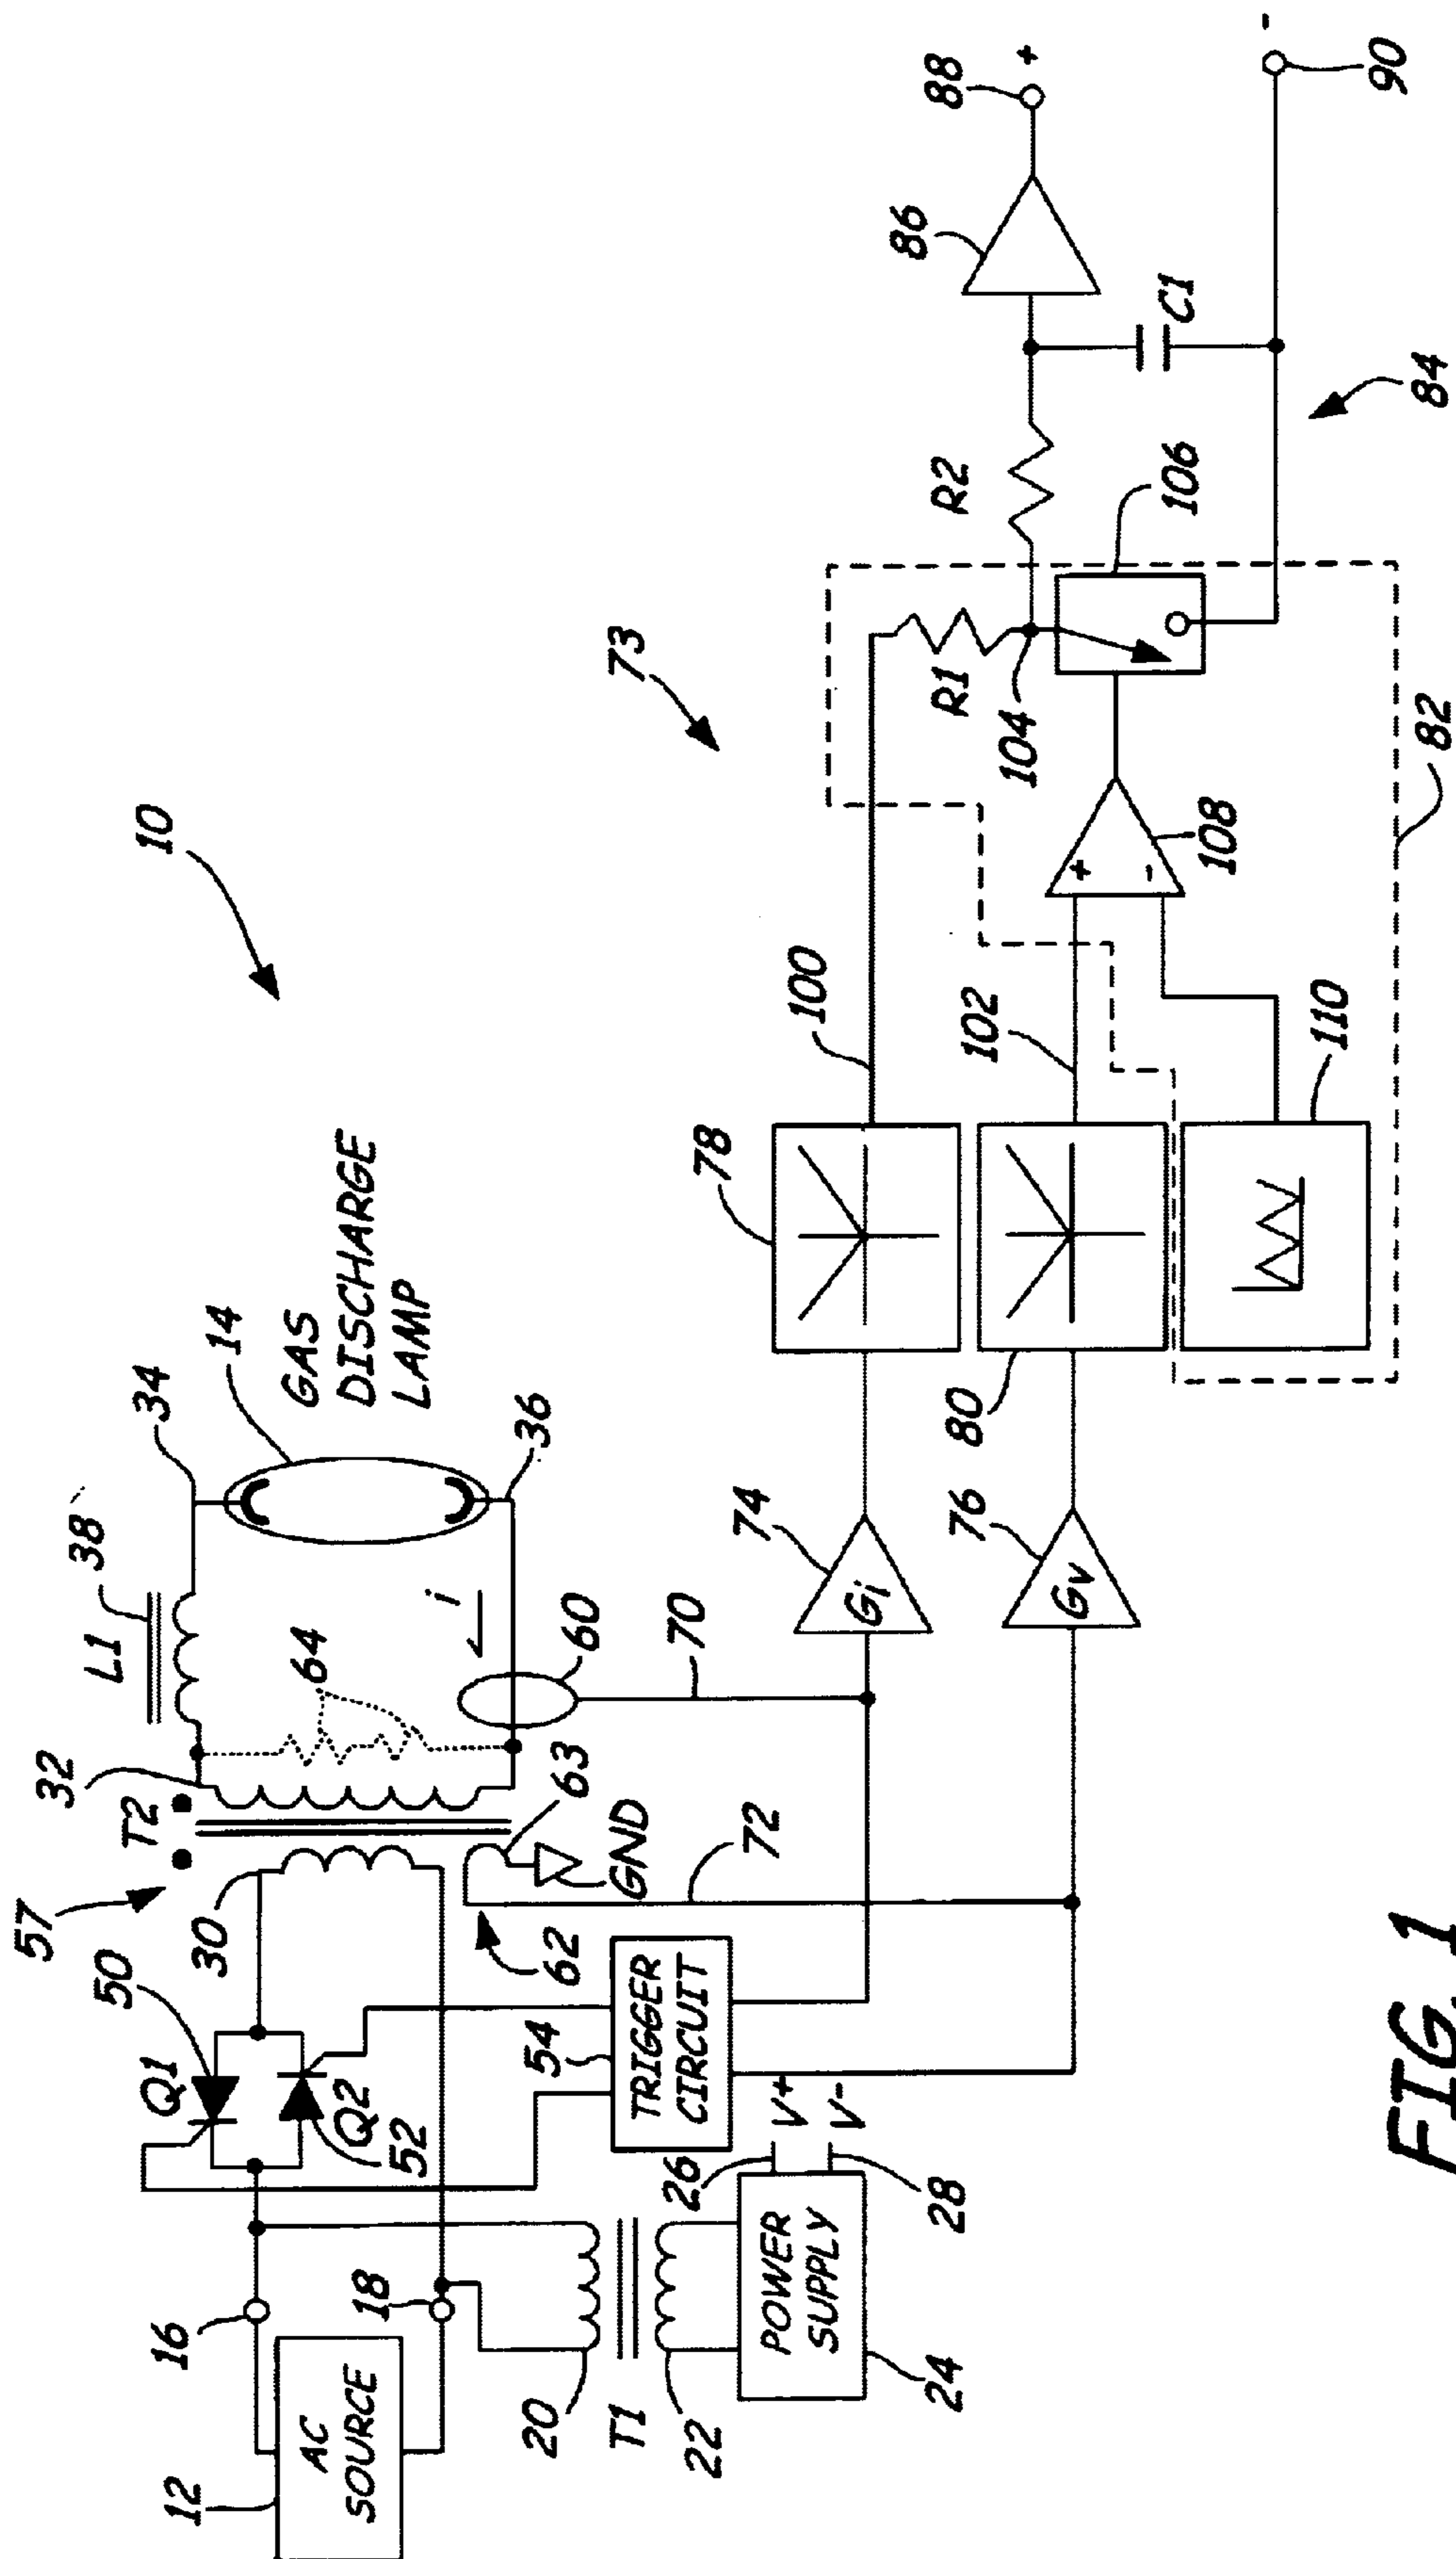 10
57
T2
32
L1
38
34
14
GAS
DISCHARGE
LAMP
50
Q1
30
Q2
52
64
i
36
60
63
GND
62
16
18
12
AC
SOURCE
20
T1
22
26
V+
V-
28
POWER
SUPPLY
24
54
TRIGGER
CIRCUIT
72
70
74
Gi
76
Gv
78
80
100
102
110
73
R1
104
R2
106
108
+
-
82
84
86
C1
88
+
-
90
FIG. 1